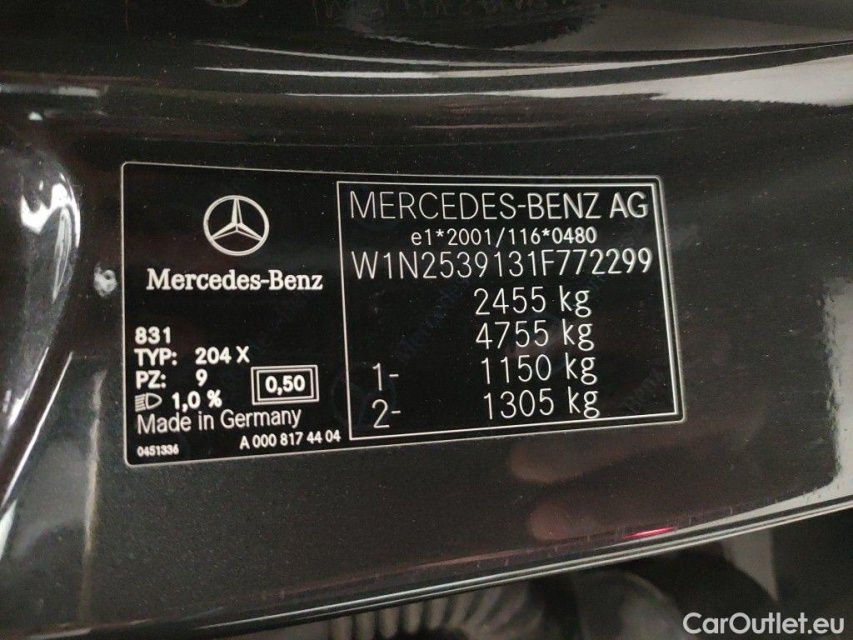 Mercedes-Benz
831
TYP: 204 X
PZ: 9
1,0 %
0,50
Made in Germany
0451336
A 000 817 44 04
MERCEDES-BENZ AG
e1*2001/116*0480
W1N2539131F772299
2455 kg
4755 kg
1- 1150 kg
2- 1305 kg
CarOutlet.eu